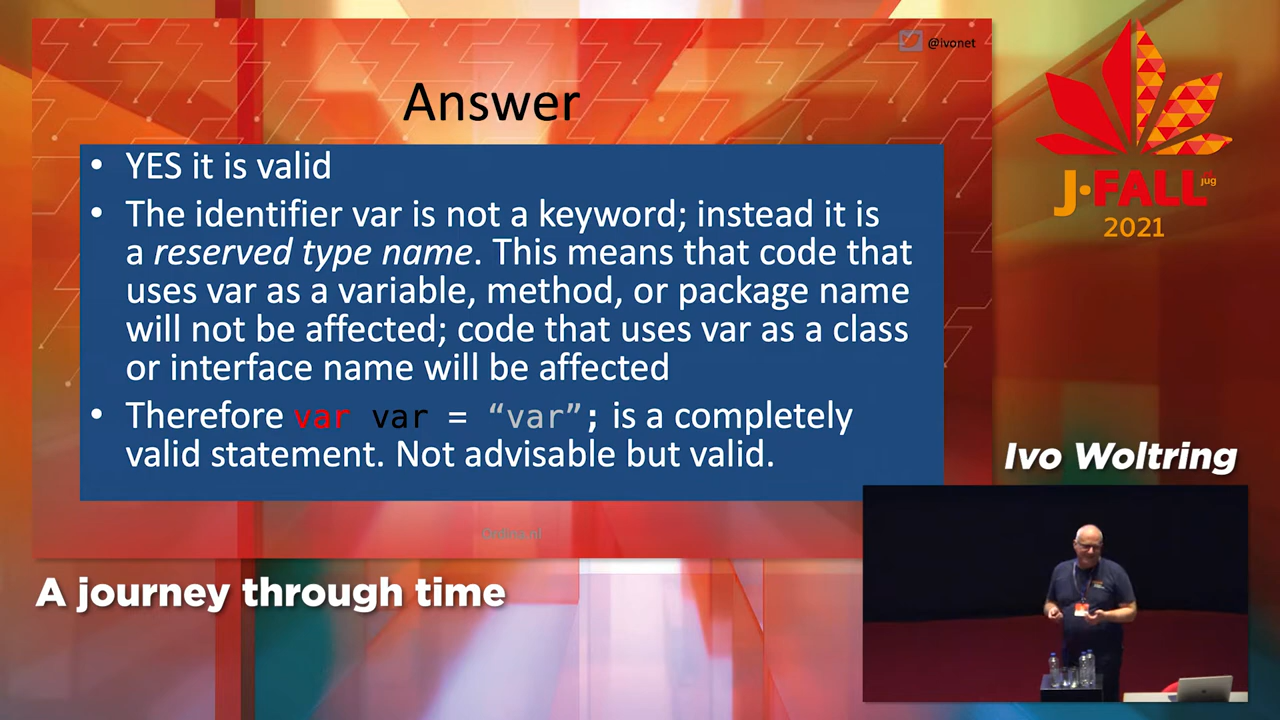 @ivonet
Answer
• YES it is valid
• The identifier var is not a keyword; instead it is
a reserved type name. This means that code that
uses var as a variable, method, or package name
will not be affected; code that uses var as a class
or interface name will be affected
• Therefore var var = “var”; is a completely
valid statement. Not advisable but valid.
Ordina.nl
J•FALL
jug
2021
Ivo Woltring
A journey through time